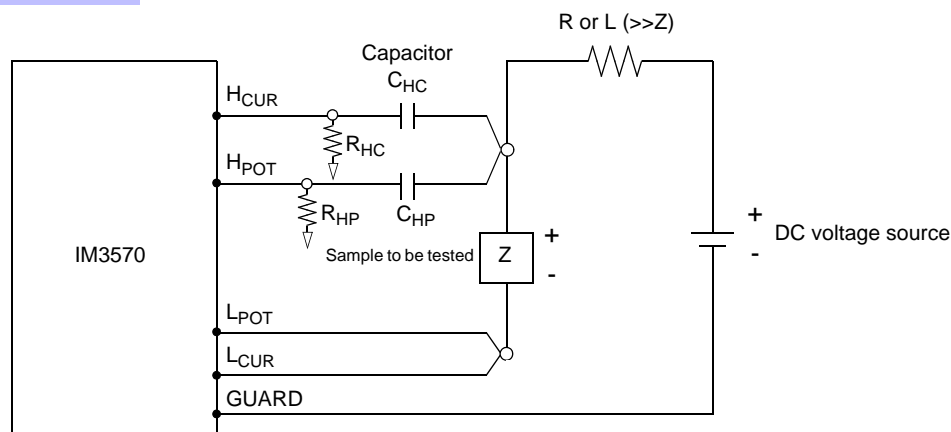 R or L (>>Z)
Capacitor
CHC
HCUR
RHC
HPOT
RHP
CHP
+
DC voltage source
-
IM3570
Sample to be tested
Z
+
-
LPOT
LCUR
GUARD